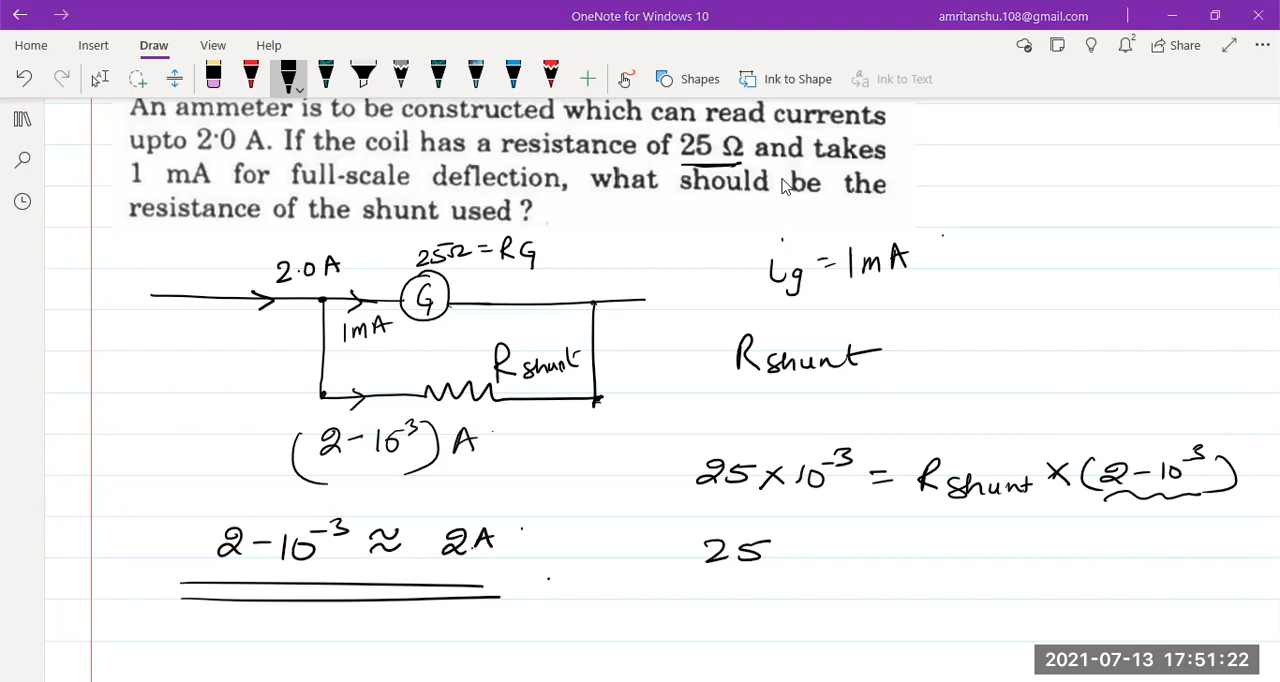 OneNote for Windows 10
amritanshu.108@gmail.com
Home Insert Draw View Help
Share
Shapes Ink to Shape Ink to Text
An ammeter is to be constructed which can read currents
upto 2·0 A. If the coil has a resistance of 25 Ω and takes
1 mA for full-scale deflection, what should be the
resistance of the shunt used ?
25Ω = RG
2.0 A
G
ig = 1mA
1mA
Rshunt
Rshunt
(2 - 10⁻³) A
25 × 10⁻³ = Rshunt × (2 - 10⁻³)
2 - 10⁻³ ≈ 2A
25
2021-07-13 17:51:22